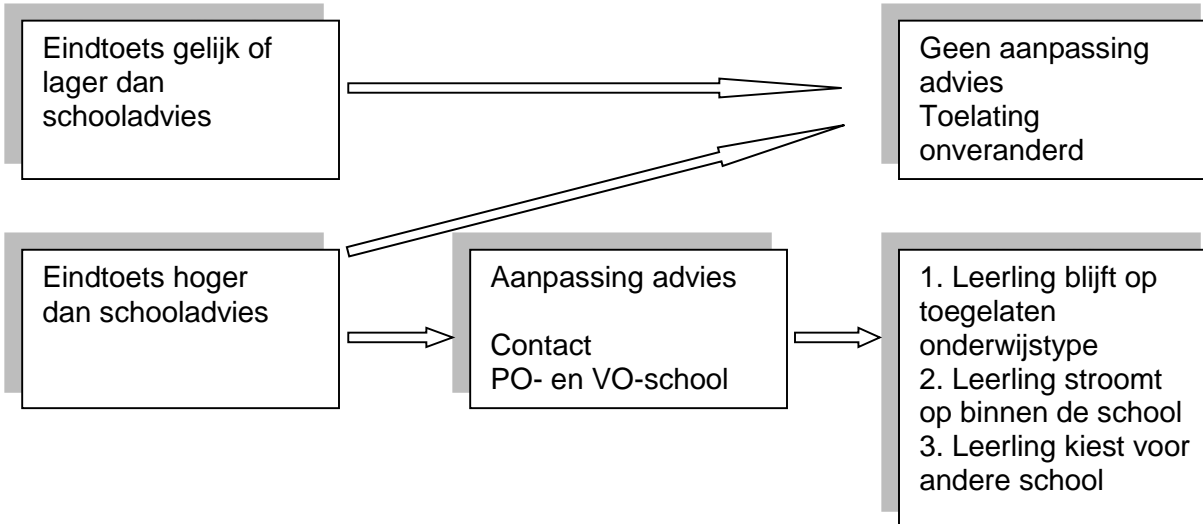 Eindtoets gelijk of
lager dan
schooladvies
Geen aanpassing
advies
Toelating
onveranderd
Eindtoets hoger
dan schooladvies
Aanpassing advies
Contact
PO- en VO-school
1. Leerling blijft op
toegelaten
onderwijstype
2. Leerling stroomt
op binnen de school
3. Leerling kiest voor
andere school